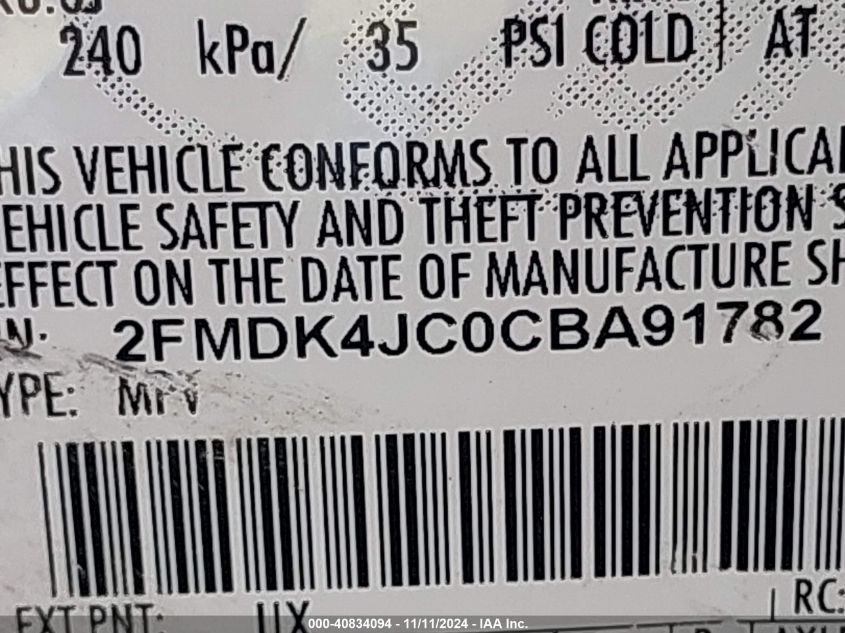 240 kPa/ 35 PSI COLD AT
HIS VEHICLE CONFORMS TO ALL APPLICA
EHICLE SAFETY AND THEFT PREVENTION S
EFFECT ON THE DATE OF MANUFACTURE SH
IN: 2FMDK4JC0CBA91782
YPE: MPV
RC:
EXT PNT: UX
000-40834094 - 11/11/2024 - IAA Inc.